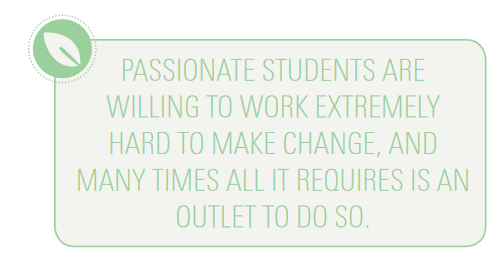 PASSIONATE STUDENTS ARE
WILLING TO WORK EXTREMELY
HARD TO MAKE CHANGE, AND
MANY TIMES ALL IT REQUIRES IS AN
OUTLET TO DO SO.